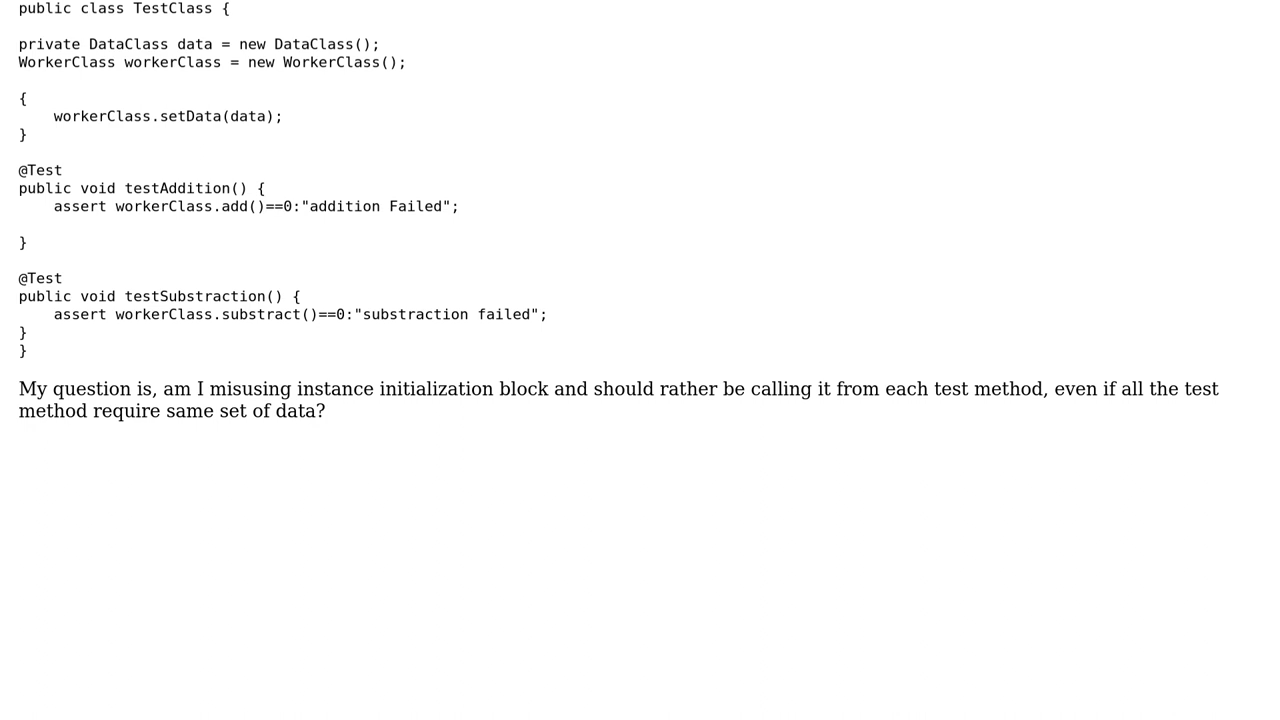 public class TestClass {
private DataClass data = new DataClass();
WorkerClass workerClass = new WorkerClass();
{
    workerClass.setData(data);
}
@Test
public void testAddition() {
    assert workerClass.add()==0:"addition Failed";
}
@Test
public void testSubstraction() {
    assert workerClass.substract()==0:"substraction failed";
}
}
My question is, am I misusing instance initialization block and should rather be calling it from each test method, even if all the test
method require same set of data?